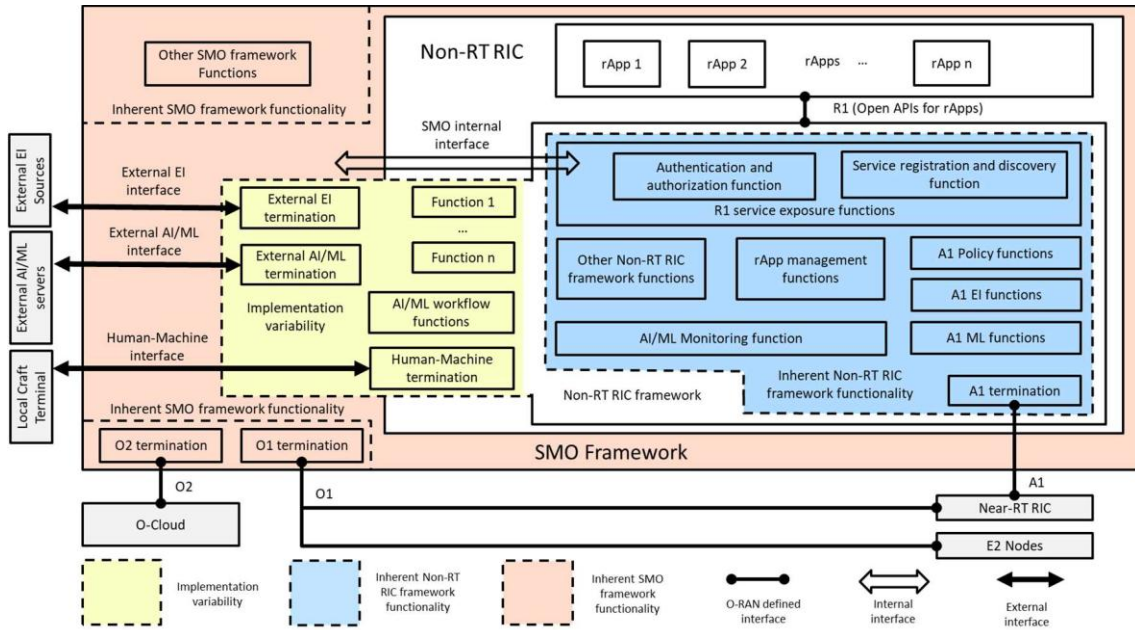 Non-RT RIC
Other SMO framework
Functions
Inherent SMO framework functionality
rApp 1
rApp 2
rApps ...
rApp n
R1 (Open APIs for rApps)
SMO internal
interface
External EI
Sources
External EI
interface
External AI/ML
servers
External AI/ML
interface
Local Craft
Terminal
Human-Machine
interface
External EI
termination
External AI/ML
termination
Implementation
variability
Function 1
...
Function n
AI/ML workflow
functions
Human-Machine
termination
Authentication and
authorization function
Service registration and discovery
function
R1 service exposure functions
Other Non-RT RIC
framework functions
rApp management
functions
A1 Policy functions
A1 EI functions
A1 ML functions
AI/ML Monitoring function
Inherent Non-RT RIC
framework functionality
A1 termination
Non-RT RIC framework
Inherent SMO framework functionality
O2 termination
O1 termination
SMO Framework
O2
O1
A1
O-Cloud
Near-RT RIC
E2 Nodes
Implementation
variability
Inherent Non-RT
RIC framework
functionality
Inherent SMO
framework
functionality
O-RAN defined
interface
Internal
interface
External
interface